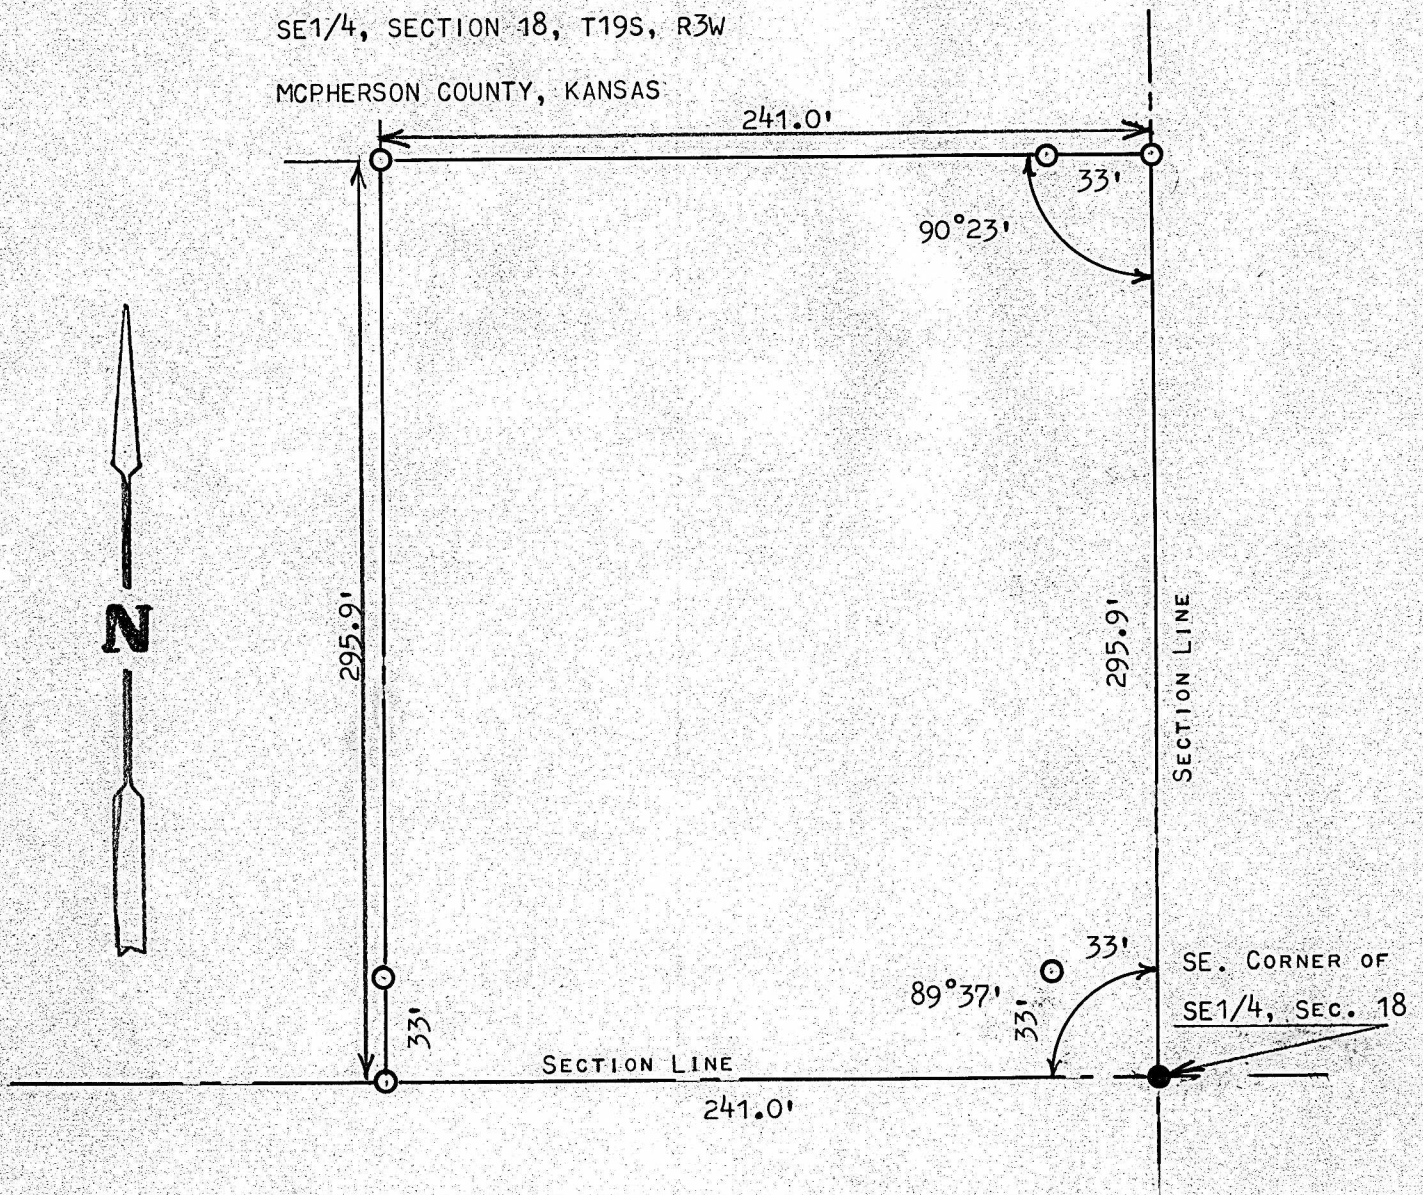 SE1/4, SECTION 18, T19S, R3W
MCPHERSON COUNTY, KANSAS
241.0'
33'
90°23'
N
295.9'
295.9'
SECTION LINE
33'
89°37'
33'
SE. CORNER OF
SE1/4, SEC. 18
33'
SECTION LINE
241.0'